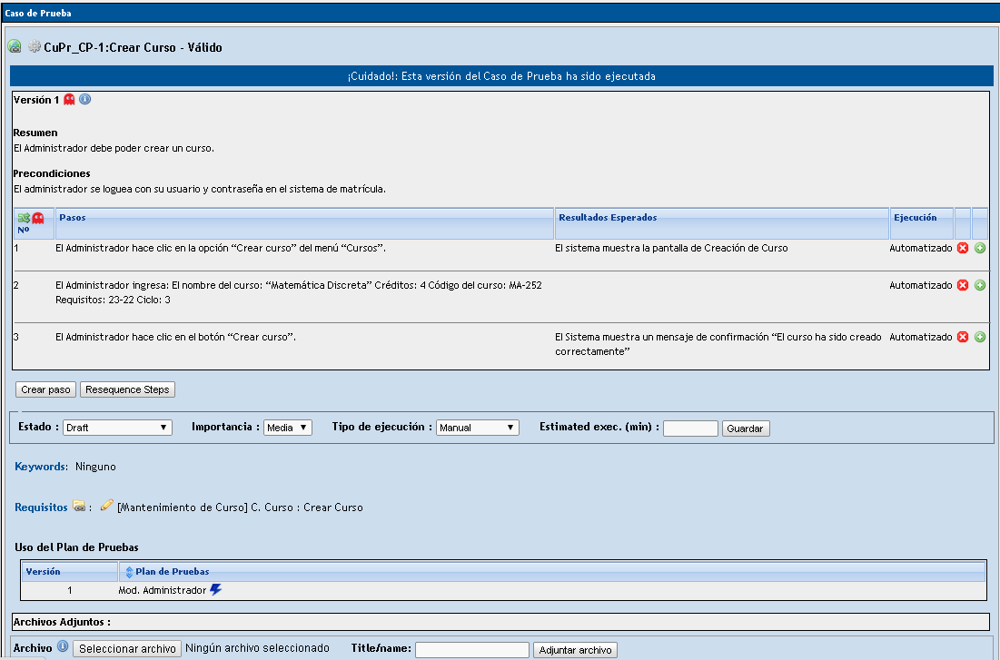 Caso de Prueba
CuPr_CP-1:Crear Curso - Válido
¡Cuidado!: Esta versión del Caso de Prueba ha sido ejecutada
Versión 1
Resumen
El Administrador debe poder crear un curso.
Precondiciones
El administrador se loguea con su usuario y contraseña en el sistema de matrícula.
Nº Pasos Resultados Esperados Ejecución
1 El Administrador hace clic en la opción “Crear curso” del menú “Cursos”. El sistema muestra la pantalla de Creación de Curso Automatizado
2 El Administrador ingresa: El nombre del curso: “Matemática Discreta” Créditos: 4 Código del curso: MA-252 Automatizado
Requisitos: 23-22 Ciclo: 3
3 El Administrador hace clic en el botón “Crear curso”. El Sistema muestra un mensaje de confirmación “El curso ha sido creado Automatizado
correctamente”
Crear paso Resequence Steps
Estado : Draft Importancia : Media Tipo de ejecución : Manual Estimated exec. (min) : Guardar
Keywords: Ninguno
Requisitos : [Mantenimiento de Curso] C. Curso : Crear Curso
Uso del Plan de Pruebas
Versión Plan de Pruebas
1 Mod. Administrador
Archivos Adjuntos :
Archivo Seleccionar archivo Ningún archivo seleccionado Title/name: Adjuntar archivo